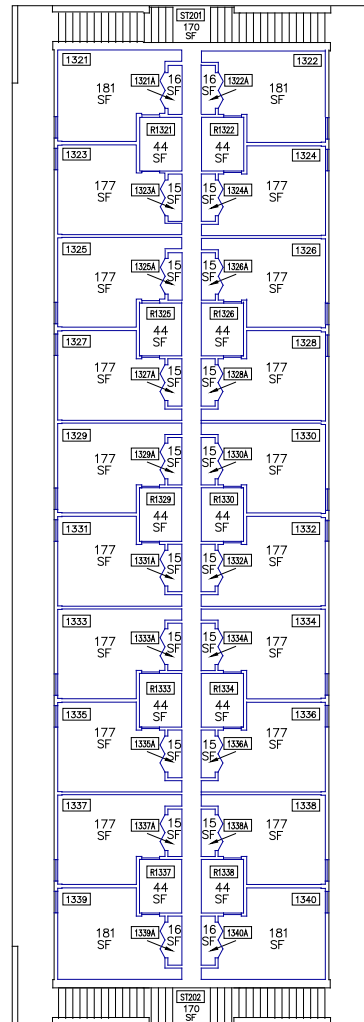 ST201
170
SF
1321
1322
1321A
16
SF
16
SF
1322A
181
SF
181
SF
R1321
44
SF
R1322
44
SF
1323
1324
177
SF
177
SF
1323A
15
SF
15
SF
1324A
1325
1326
1325A
15
SF
15
SF
1326A
177
SF
177
SF
R1325
44
SF
R1326
44
SF
1327
1328
177
SF
177
SF
1327A
15
SF
15
SF
1328A
1329
1330
1329A
15
SF
15
SF
1330A
177
SF
177
SF
R1329
44
SF
R1330
44
SF
1331
1332
177
SF
177
SF
1331A
15
SF
15
SF
1332A
1333
1334
1333A
15
SF
15
SF
1334A
177
SF
177
SF
R1333
44
SF
R1334
44
SF
1335
1336
177
SF
177
SF
1335A
15
SF
15
SF
1336A
1337
1338
1337A
15
SF
15
SF
1338A
177
SF
177
SF
R1337
44
SF
R1338
44
SF
1339
1340
181
SF
181
SF
1339A
16
SF
16
SF
1340A
ST202
170
SF